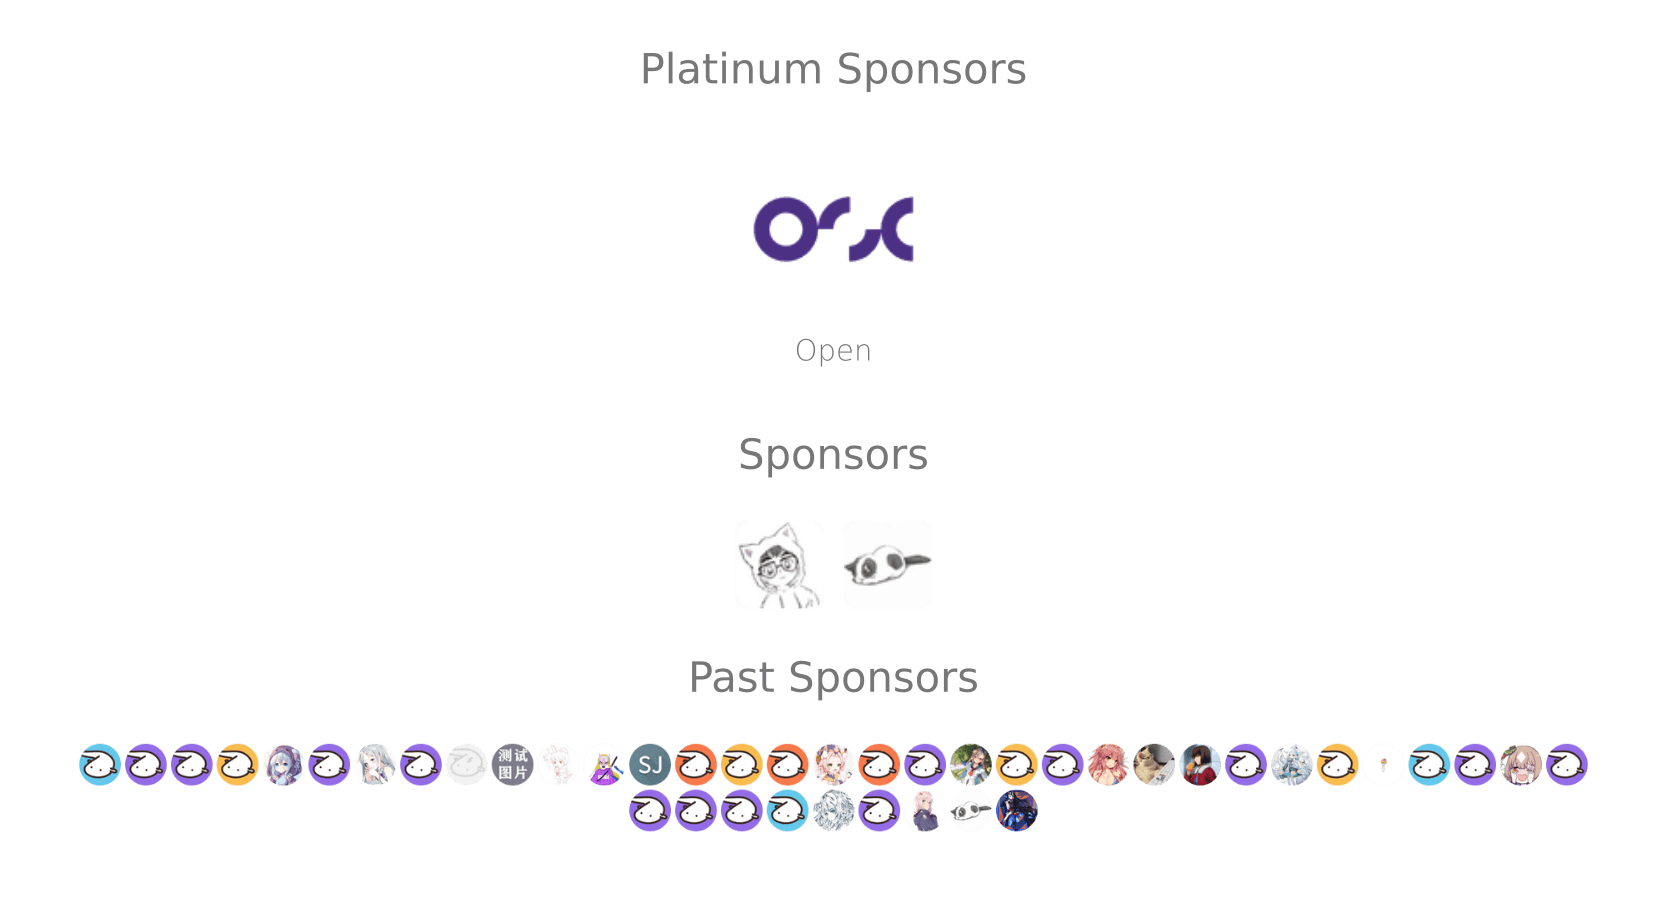 Platinum Sponsors
Open
Sponsors
Past Sponsors
测试
图片
SJ